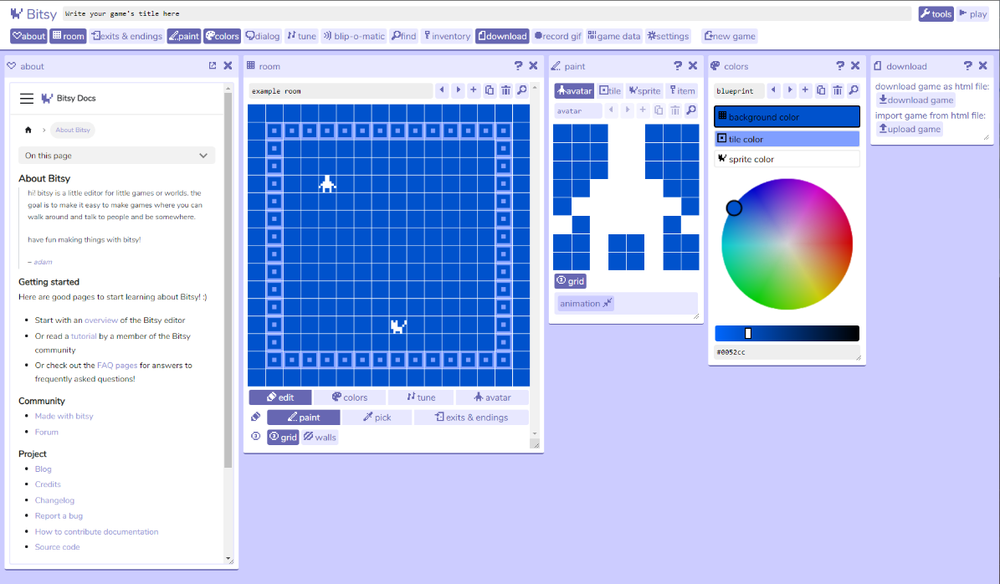 Bitsy
Write your game's title here
tools
play
about
room
exits & endings
paint
colors
dialog
tune
blip-o-matic
find
inventory
download
record gif
game data
settings
new game
about
Bitsy Docs
About Bitsy
On this page
About Bitsy
hi! bitsy is a little editor for little games or worlds. the
goal is to make it easy to make games where you can
walk around and talk to people and be somewhere.
have fun making things with bitsy!
– adam
Getting started
Here are good pages to start learning about Bitsy! :)
Start with an overview of the Bitsy editor
Or read a tutorial by a member of the Bitsy
community
Or check out the FAQ pages for answers to
frequently asked questions!
Community
Made with bitsy
Forum
Project
Blog
Credits
Changelog
Report a bug
How to contribute documentation
Source code
room
?
example room
edit
colors
tune
avatar
paint
pick
exits & endings
grid
walls
paint
?
avatar
tile
sprite
item
avatar
grid
animation
colors
?
blueprint
background color
tile color
sprite color
#0052cc
download
?
download game as html file:
download game
import game from html file:
upload game